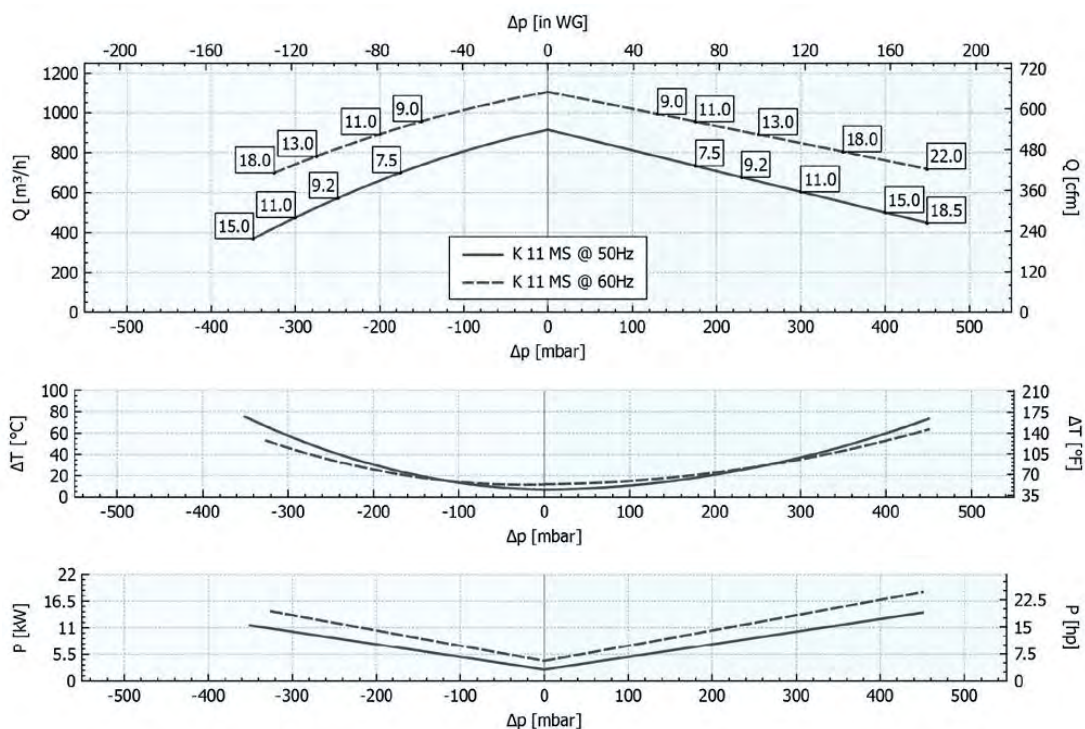 Δp [in WG]
-200 -160 -120 -80 -40 0 40 80 120 160 200
1200 720
1000 9.0 9.0 600
11.0 11.0
13.0 13.0
800 18.0 18.0 480
7.5 7.5 22.0
Q [m³/h] Q [cfm]
600 9.2 9.2 360
11.0 11.0
15.0 15.0
400 18.5 240
K 11 MS @ 50Hz
200 120
K 11 MS @ 60Hz
0 0
-500 -400 -300 -200 -100 0 100 200 300 400 500
Δp [mbar]
100 210
80 175
ΔT [°C] 60 140 ΔT [°F]
40 105
20 70
0 35
-500 -400 -300 -200 -100 0 100 200 300 400 500
Δp [mbar]
22
16.5 22.5
P [kW] 11 15 P [hp]
5.5 7.5
0 0
-500 -400 -300 -200 -100 0 100 200 300 400 500
Δp [mbar]